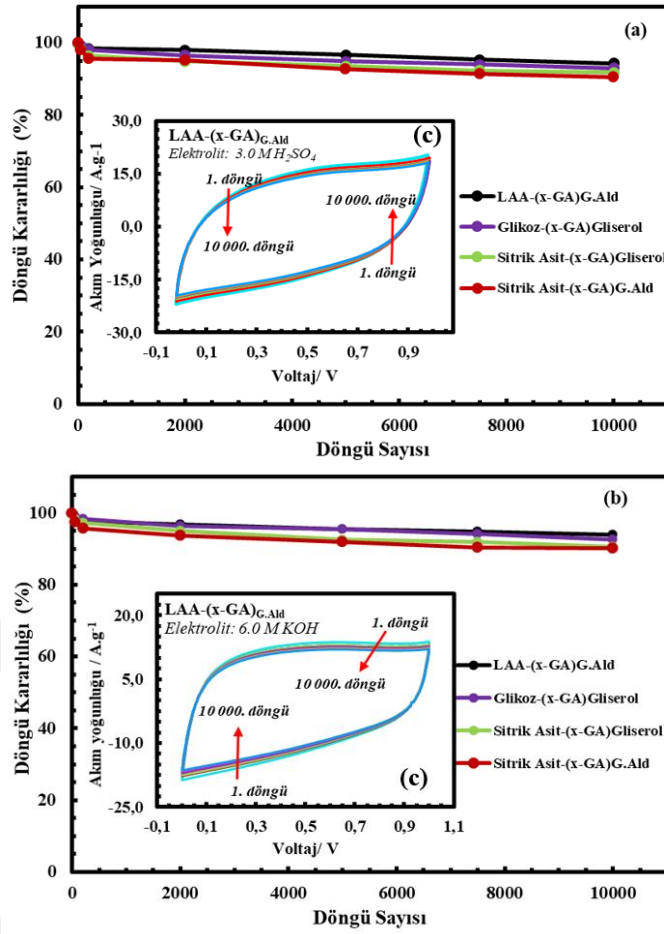 (a)
100
80
60
40
20
0
Döngü Kararlılığı (%)
30,0
15,0
0,0
-15,0
-30,0
Akım Yoğunluğu/ A.g-1
LAA-(x-GA)G.Ald
(c)
Elektrolit: 3.0 M H2SO4
1. döngü
10 000. döngü
10 000. döngü
1. döngü
-0,1 0,1 0,3 0,5 0,7 0,9
Voltaj/ V
LAA-(x-GA)G.Ald
Glikoz-(x-GA)Gliserol
Sitrik Asit-(x-GA)Gliserol
Sitrik Asit-(x-GA)G.Ald
0 2000 4000 6000 8000 10000
Döngü Sayısı
(b)
100
80
60
40
20
0
Döngü Kararlılığı (%)
20,0
5,0
-10,0
-25,0
Akım yoğunluğu / A.g-1
LAA-(x-GA)G.Ald
Elektrolit: 6.0 M KOH
1. döngü
10 000. döngü
10 000. döngü
1. döngü
(c)
-0,1 0,1 0,3 0,5 0,7 0,9 1,1
Voltaj/ V
LAA-(x-GA)G.Ald
Glikoz-(x-GA)Gliserol
Sitrik Asit-(x-GA)Gliserol
Sitrik Asit-(x-GA)G.Ald
0 2000 4000 6000 8000 10000
Döngü Sayısı